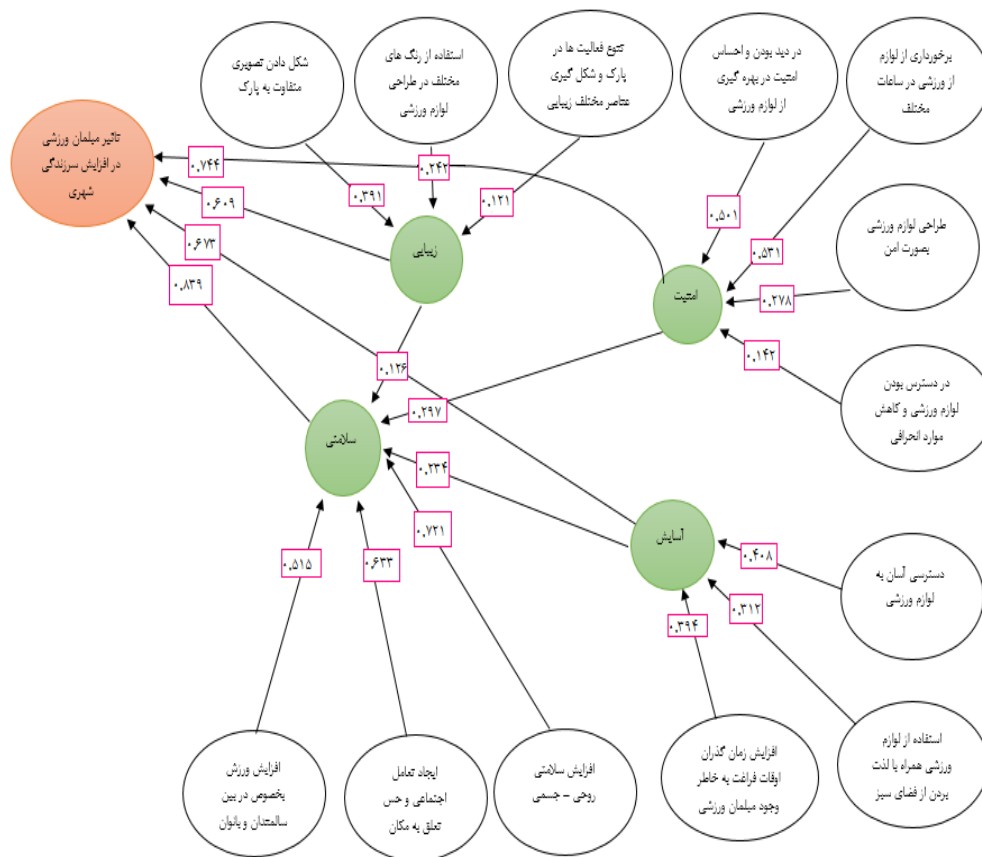 شکل دادن تصویری
متفاوت به پارک
استفاده از رنگ های
مختلف در طراحی
لوازم ورزشی
تنوع فعالیت ها در
پارک و شکل گیری
عناصر مختلف زیبایی
در دید بودن و احساس
امنیت در بهره گیری
از لوازم ورزشی
برخورداری از لوازم
از ورزشی در ساعات
مختلف
تاثیر میلمان ورزشی
در افزایش سرزندگی
شهری
۰,۷۴۴
۰,۶۰۹
۰,۶۷۳
۰,۸۳۹
۰,۳۹۱
۰,۲۴۲
۰,۱۲۱
۰,۵۰۱
۰,۵۳۱
زیبایی
امنیت
طراحی لوازم ورزشی
بصورت امن
۰,۲۷۸
۰,۱۴۲
در دسترس بودن
لوازم ورزشی و کاهش
موارد انحرافی
۰,۱۲۶
۰,۲۹۷
سلامتی
۰,۲۳۴
۰,۷۲۱
۰,۶۳۳
۰,۵۱۵
آسایش
۰,۴۰۸
۰,۳۱۲
۰,۳۹۴
دسترسی آسان به
لوازم ورزشی
استفاده از لوازم
ورزشی همراه با لذت
بردن از فضای سبز
افزایش زمان گذران
اوقات فراغت به خاطر
وجود میلمان ورزشی
افزایش سلامتی
روحی - جسمی
ایجاد تعامل
اجتماعی و حس
تعلق به مکان
افزایش ورزش
بخصوص در بین
سالمتدان و بانوان